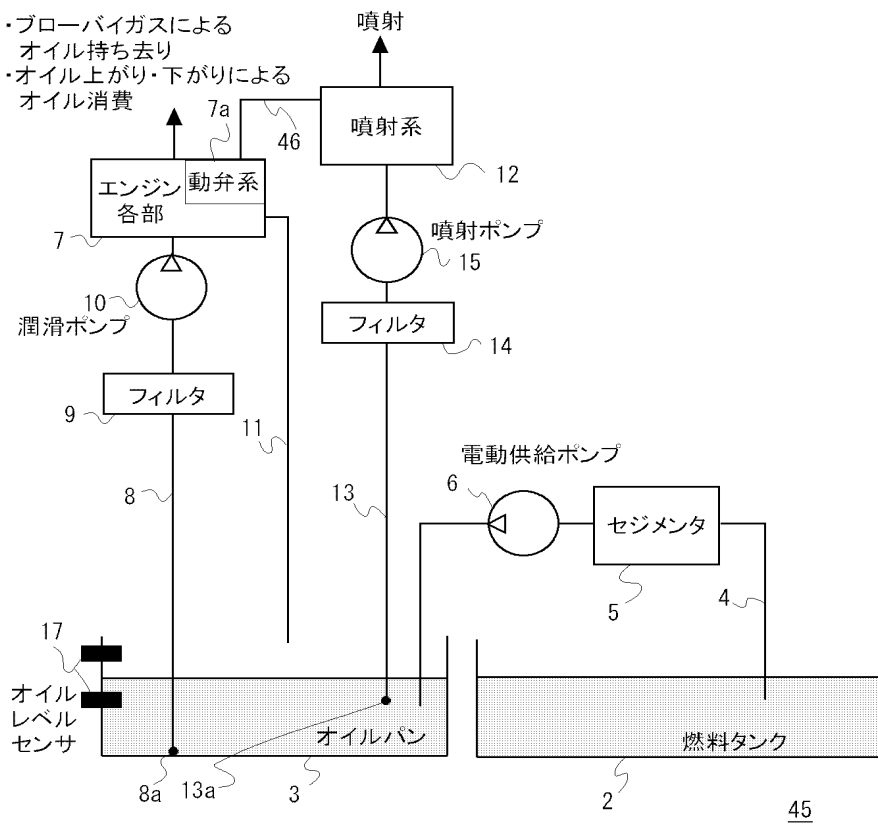 ・ブローバイガスによる
オイル持ち去り
・オイル上がり・下がりによる
オイル消費
噴射
7a
46
噴射系
12
エンジン
各部
動弁系
7
噴射ポンプ
15
10
潤滑ポンプ
フィルタ
14
フィルタ
9
11
電動供給ポンプ
6
8
13
セジメンタ
5
4
17
オイル
レベル
センサ
オイルパン
燃料タンク
8a
13a
3
2
45